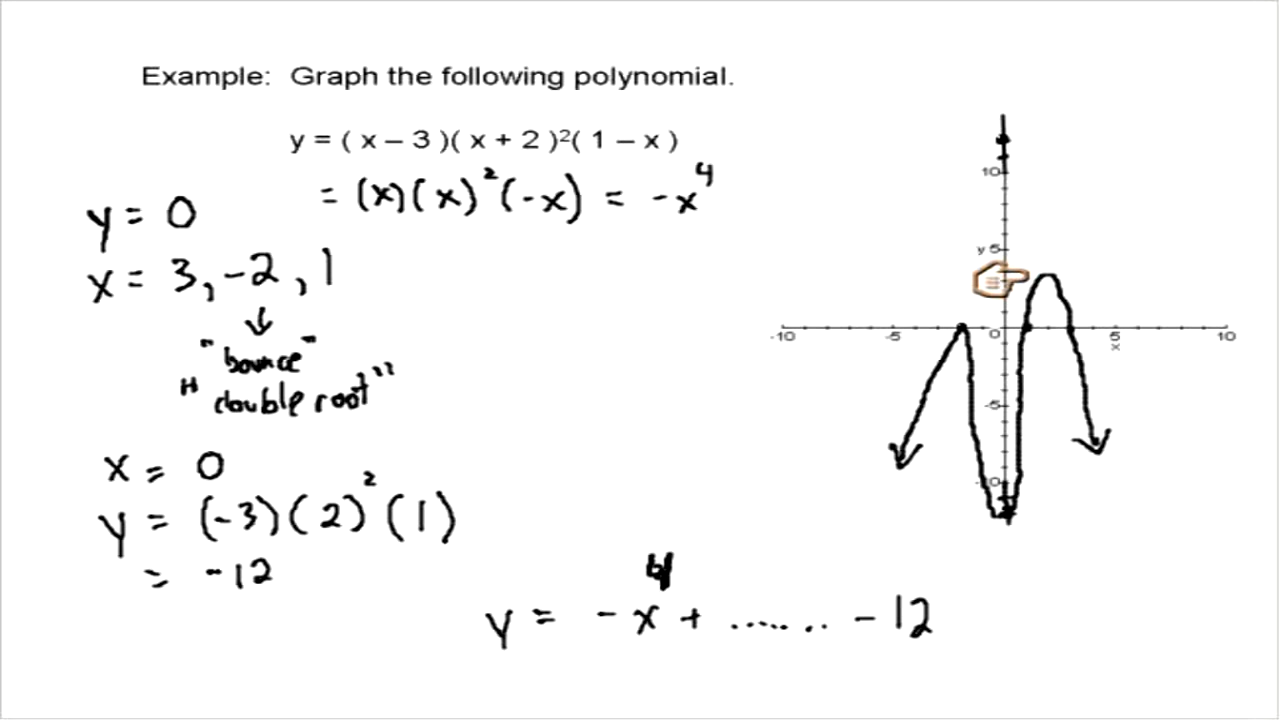 Example: Graph the following polynomial.
y = ( x – 3 )( x + 2 )²( 1 – x )
= (x)(x)²(-x) = -x⁴
y = 0
x = 3, -2, 1
↓
"bounce"
"double root"
x = 0
y = (-3)(2)²(1)
= -12
y = -x⁴ + ....... - 12
10
y 5
-10 -5 0 5 10
x
-5
-10